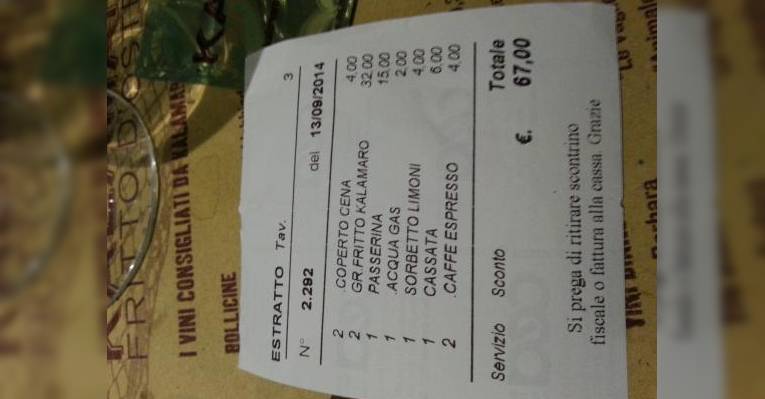 ESTRATTO Tav. 3
N° 2.292 del 13/09/2014
2 .COPERTO CENA 4.00
2 GR.FRITTO KALAMARO 32.00
1 PASSERINA 15.00
1 .ACQUA GAS 2.00
1 SORBETTO LIMONI 4.00
1 CASSATA 6.00
2 .CAFFE ESPRESSO 4.00
Servizio Sconto Totale
€. 67,00
Si prega di ritirare scontrino
fiscale o fattura alla cassa. Grazie
FRITTO
I VINI CONSIGLIATI DA KALAMARO
BOLLICINE
Barbera